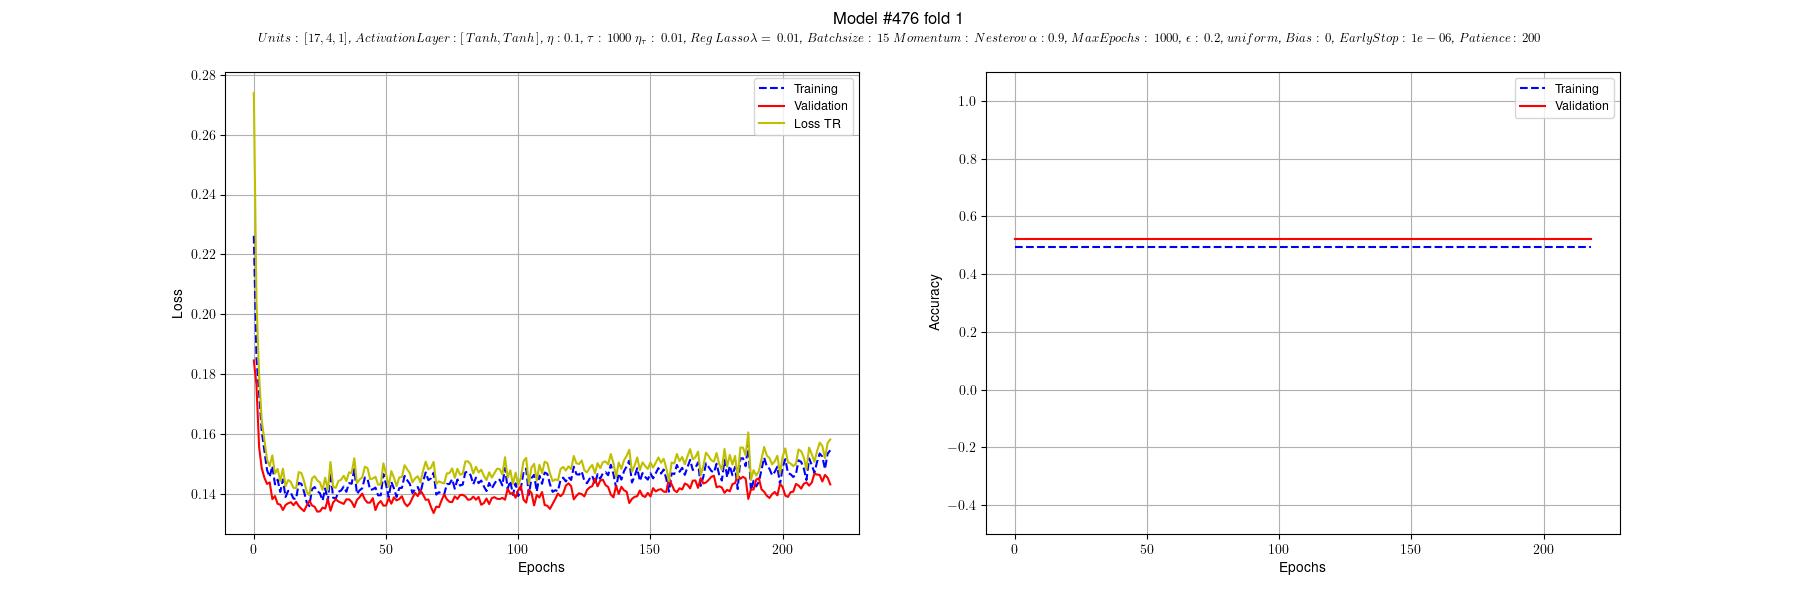 Model #476 fold 1
Units : [17, 4, 1], ActivationLayer : [Tanh, Tanh], η : 0.1, τ : 1000 η_τ : 0.01, Reg Lasso λ = 0.01, Batchsize : 15 Momentum : Nesterov α : 0.9, MaxEpochs : 1000, ϵ : 0.2, uniform, Bias : 0, EarlyStop : 1e − 06, Patience : 200
0.28
0.26
0.24
0.22
0.20
0.18
0.16
0.14
Loss
Training
Validation
Loss TR
0 50 100 150 200
Epochs
1.0
0.8
0.6
0.4
0.2
0.0
−0.2
−0.4
Accuracy
Training
Validation
0 50 100 150 200
Epochs